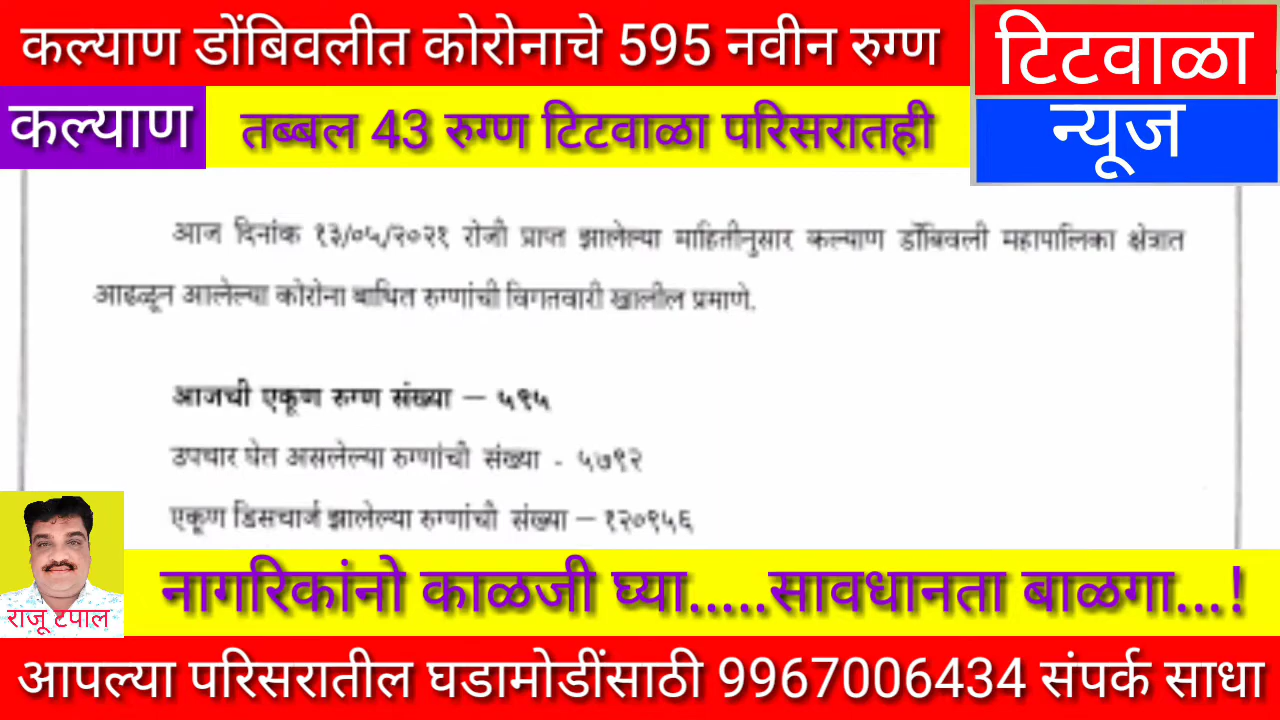 कल्याण डोंबिवलीत कोरोनाचे 595 नवीन रुग्ण
टिटवाळा
न्यूज
कल्याण
तब्बल 43 रुग्ण टिटवाळा परिसरातही
आज दिनांक १३/०५/२०२१ रोजी प्राप्त झालेल्या माहितीनुसार कल्याण डोंबिवली महापालिका क्षेत्रात
आढळून आलेल्या कोरोना बाधित रुग्णांची विगतवारी खालील प्रमाणे.
आजची एकूण रुग्ण संख्या – ५९५
उपचार घेत असलेल्या रुग्णांची संख्या - ५७९२
एकूण डिसचार्ज झालेल्या रुग्णांची संख्या – १२०९५६
राजू टपाल
नागरिकांनो काळजी घ्या.....सावधानता बाळगा...!
आपल्या परिसरातील घडामोडींसाठी 9967006434 संपर्क साधा